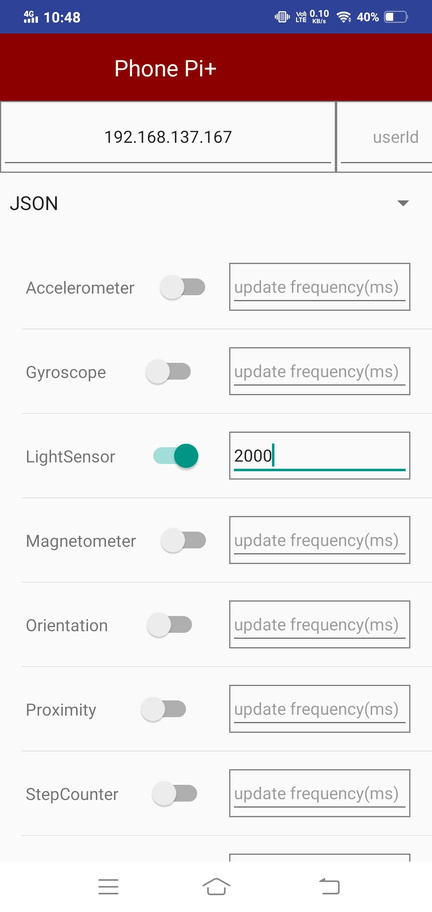 4G 10:48 Vo) LTE 0.10 KB/s 40%
Phone Pi+
192.168.137.167 userId
JSON
Accelerometer update frequency(ms)
Gyroscope update frequency(ms)
LightSensor 2000
Magnetometer update frequency(ms)
Orientation update frequency(ms)
Proximity update frequency(ms)
StepCounter update frequency(ms)